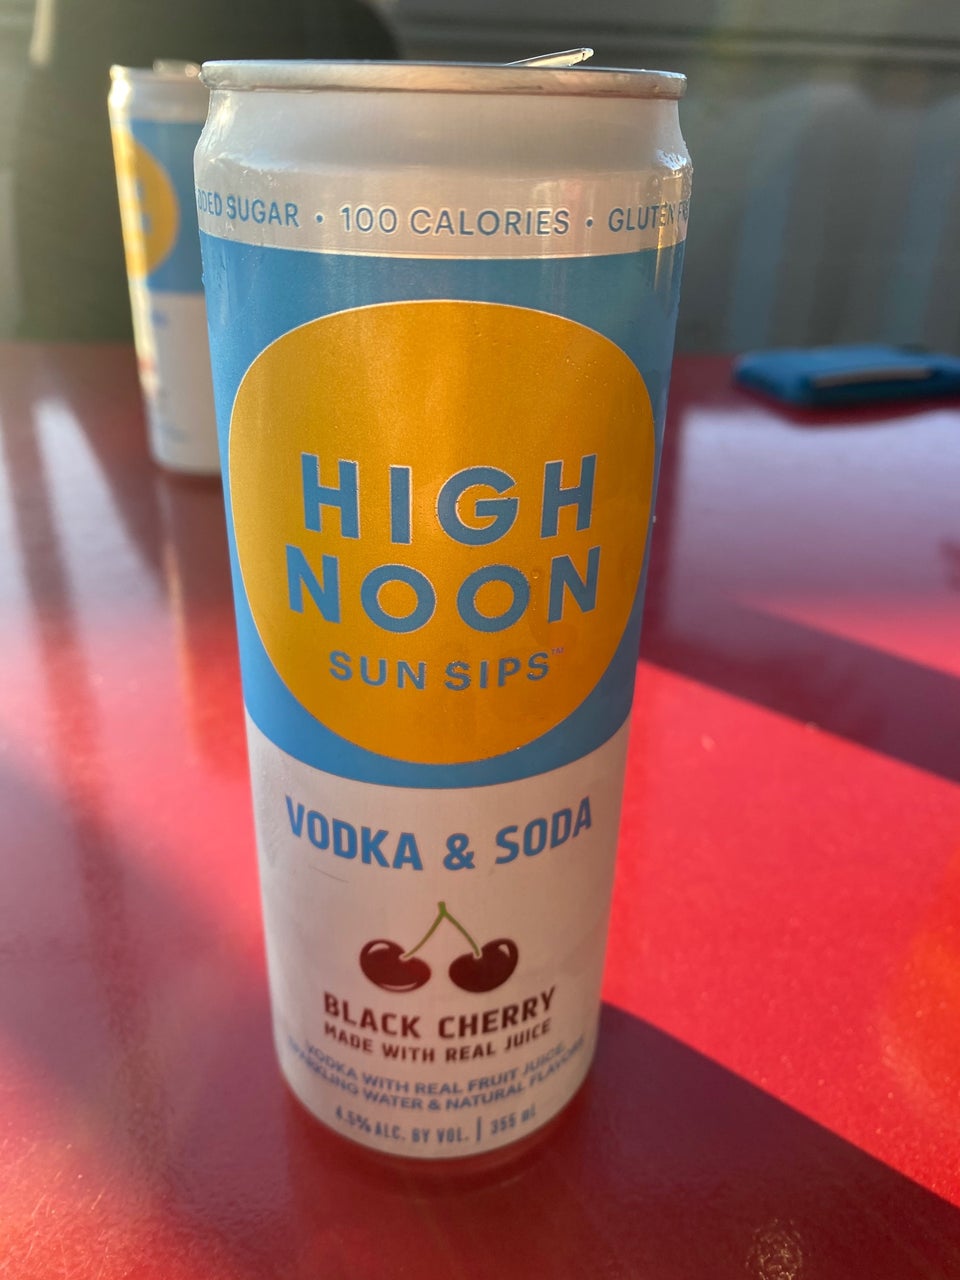 DDED SUGAR • 100 CALORIES • GLUTEN FR
HIGH
NOON
SUN SIPS™
VODKA & SODA
BLACK CHERRY
MADE WITH REAL JUICE
VODKA WITH REAL FRUIT JUICE,
SPARKLING WATER & NATURAL FLAVORS
4.5% ALC. BY VOL. | 355 mL